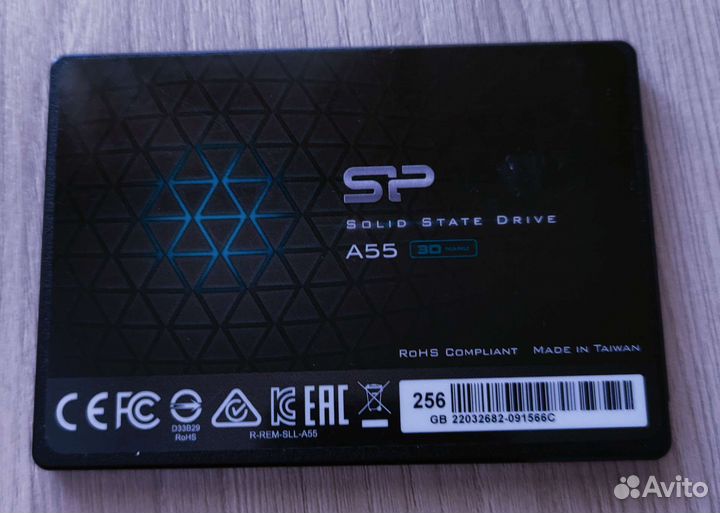 SP
SOLID STATE DRIVE
A55 3D NAND
RoHS COMPLIANT MADE IN TAIWAN
CE FC D33B29 RoHS R-REM-SLL-A55 EAC
256 GB 22032682-091566C
Avito